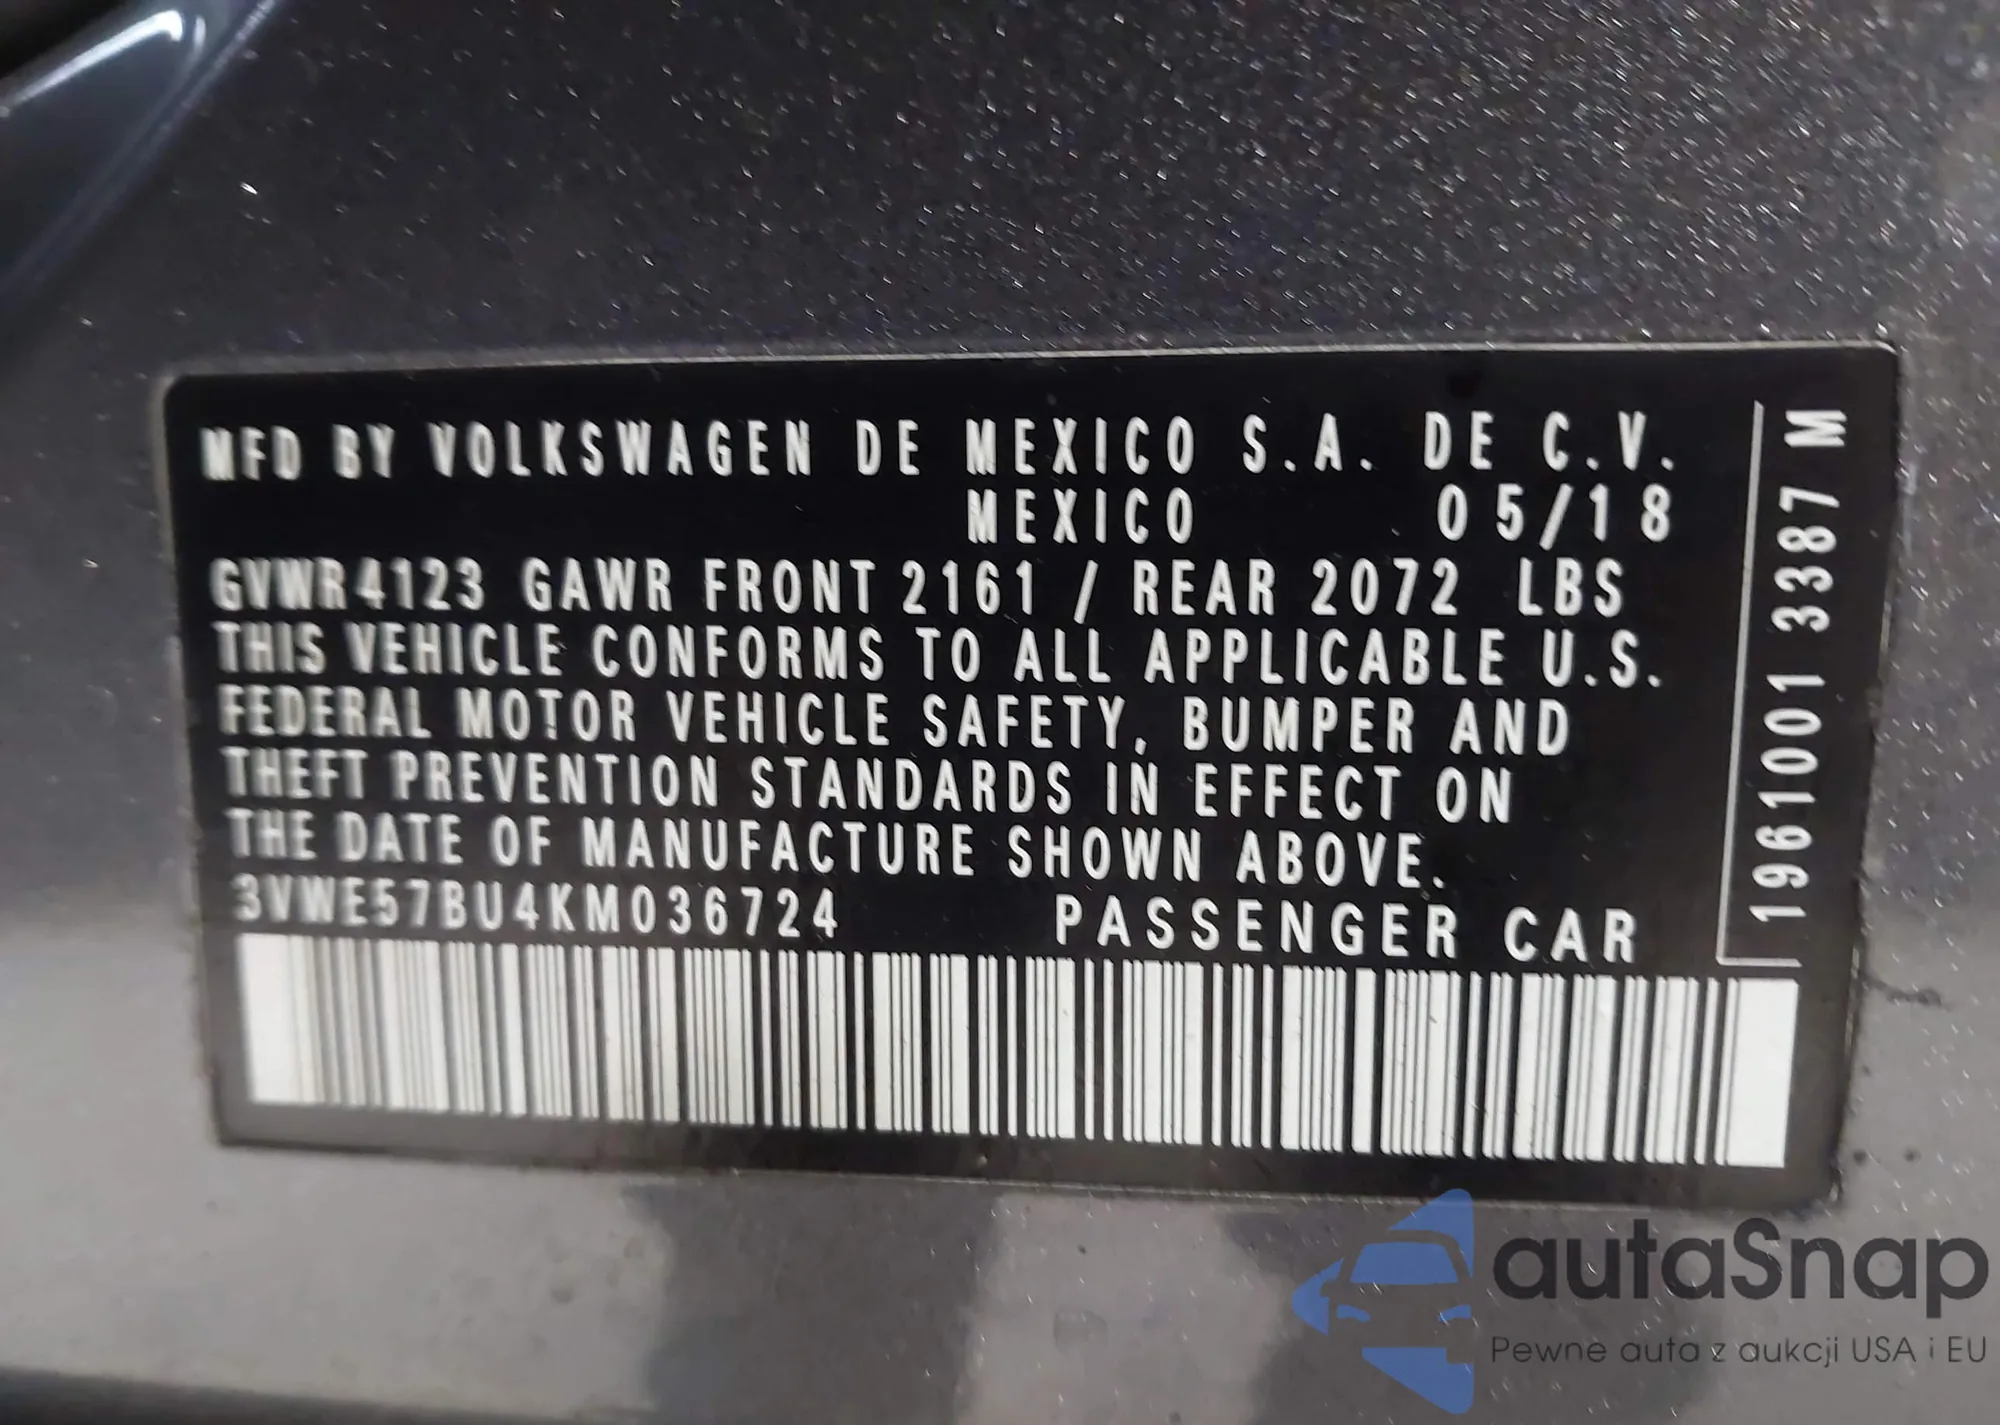 MFD BY VOLKSWAGEN DE MEXICO S.A. DE C.V.
MEXICO 05/18
GVWR 4123 GAWR FRONT 2161 / REAR 2072 LBS
THIS VEHICLE CONFORMS TO ALL APPLICABLE U.S.
FEDERAL MOTOR VEHICLE SAFETY, BUMPER AND
THEFT PREVENTION STANDARDS IN EFFECT ON
THE DATE OF MANUFACTURE SHOWN ABOVE.
3VWE57BU4KM036724 PASSENGER CAR
1961001 3387 M
autaSnap
Pewne auta z aukcji USA i EU